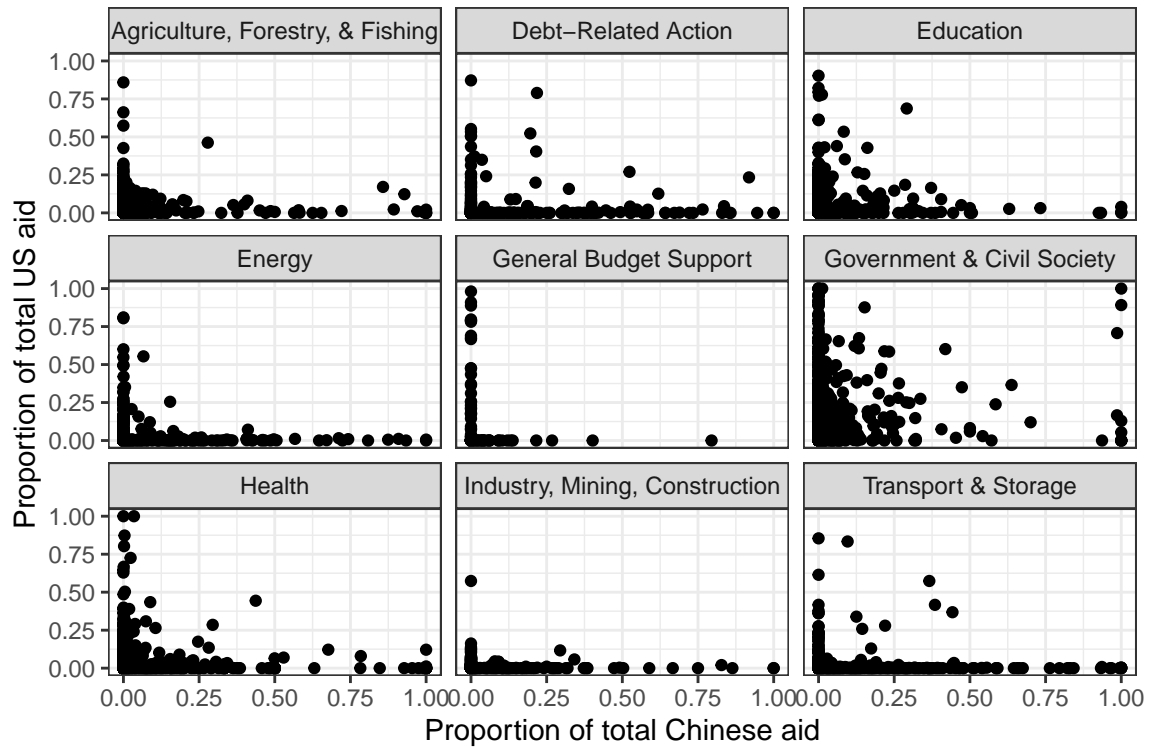 Agriculture, Forestry, & Fishing
Debt−Related Action
Education
1.00
0.75
0.50
0.25
0.00
Energy
General Budget Support
Government & Civil Society
1.00
0.75
0.50
0.25
0.00
Health
Industry, Mining, Construction
Transport & Storage
1.00
0.75
0.50
0.25
0.00
0.00 0.25 0.50 0.75 1.00 0.00 0.25 0.50 0.75 1.00 0.00 0.25 0.50 0.75 1.00
Proportion of total Chinese aid
Proportion of total US aid